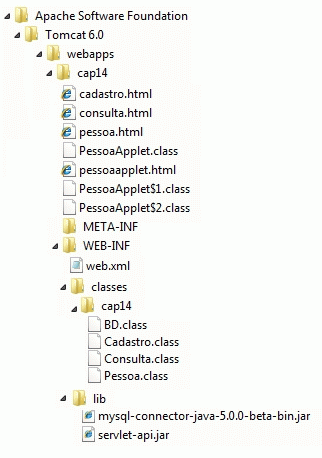 Apache Software Foundation
Tomcat 6.0
webapps
cap14
cadastro.html
consulta.html
pessoa.html
PessoaApplet.class
pessoaapplet.html
PessoaApplet$1.class
PessoaApplet$2.class
META-INF
WEB-INF
web.xml
classes
cap14
BD.class
Cadastro.class
Consulta.class
Pessoa.class
lib
mysql-connector-java-5.0.0-beta-bin.jar
servlet-api.jar